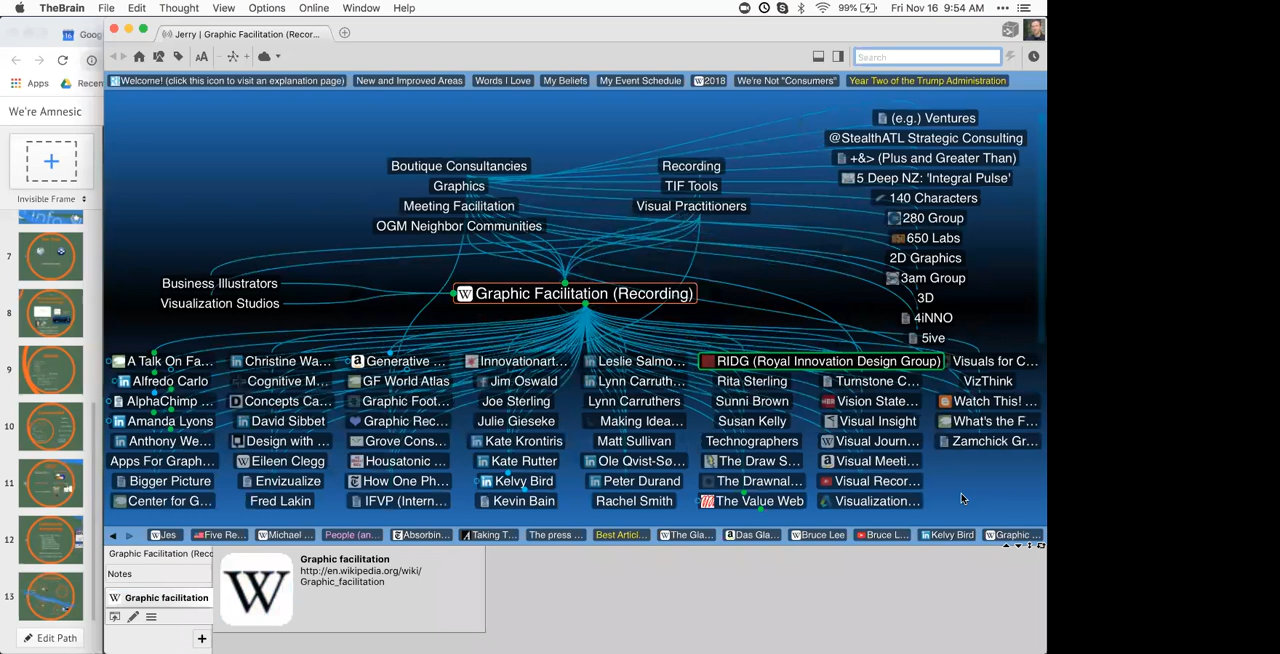 TheBrain File Edit Thought View Options Online Window Help 99% Fri Nov 16 9:54 AM
Goog
Jerry | Graphic Facilitation (Recor...
Apps Recen
AA
Search
Welcome! (click this icon to visit an explanation page) New and Improved Areas Words I Love My Beliefs My Event Schedule 2018 We're Not "Consumers" Year Two of the Trump Administration
We're Amnesic
Invisible Frame
7
8
9
10
11
12
13
Edit Path
Boutique Consultancies
Graphics
Meeting Facilitation
OGM Neighbor Communities
Recording
TIF Tools
Visual Practitioners
(e.g.) Ventures
@StealthATL Strategic Consulting
+&> (Plus and Greater Than)
5 Deep NZ: 'Integral Pulse'
140 Characters
280 Group
650 Labs
2D Graphics
3am Group
3D
4iNNO
5ive
Business Illustrators
Visualization Studios
Graphic Facilitation (Recording)
A Talk On Fa...
Alfredo Carlo
AlphaChimp ...
Amanda Lyons
Anthony We...
Apps For Graph...
Bigger Picture
Center for G...
Christine Wa...
Cognitive M...
Concepts Ca...
David Sibbet
Design with ...
Eileen Clegg
Envizualize
Fred Lakin
Generative ...
GF World Atlas
Graphic Foot...
Graphic Rec...
Grove Cons...
Housatonic ...
How One Ph...
IFVP (Intern...
Innovationart...
Jim Oswald
Joe Sterling
Julie Gieseke
Kate Krontiris
Kate Rutter
Kelvy Bird
Kevin Bain
Leslie Salmo...
Lynn Carruth...
Lynn Carruthers
Making Idea...
Matt Sullivan
Ole Qvist-Sø...
Peter Durand
Rachel Smith
RIDG (Royal Innovation Design Group)
Rita Sterling
Sunni Brown
Susan Kelly
Technographers
The Draw S...
The Drawnal...
The Value Web
Turnstone C...
Vision State...
Visual Insight
Visual Journ...
Visual Meeti...
Visual Recor...
Visualization...
Visuals for C...
VizThink
Watch This! ...
What's the F...
Zamchick Gr...
Jes Five Re... Michael ... People (an... Absorbin... Taking T... The press ... Best Articl... The Gla... Das Gla... Bruce Lee Bruce L... Kelvy Bird Graphic ...
Graphic Facilitation (Reco
Notes
Graphic facilitation
W
Graphic facilitation
http://en.wikipedia.org/wiki/
Graphic_facilitation